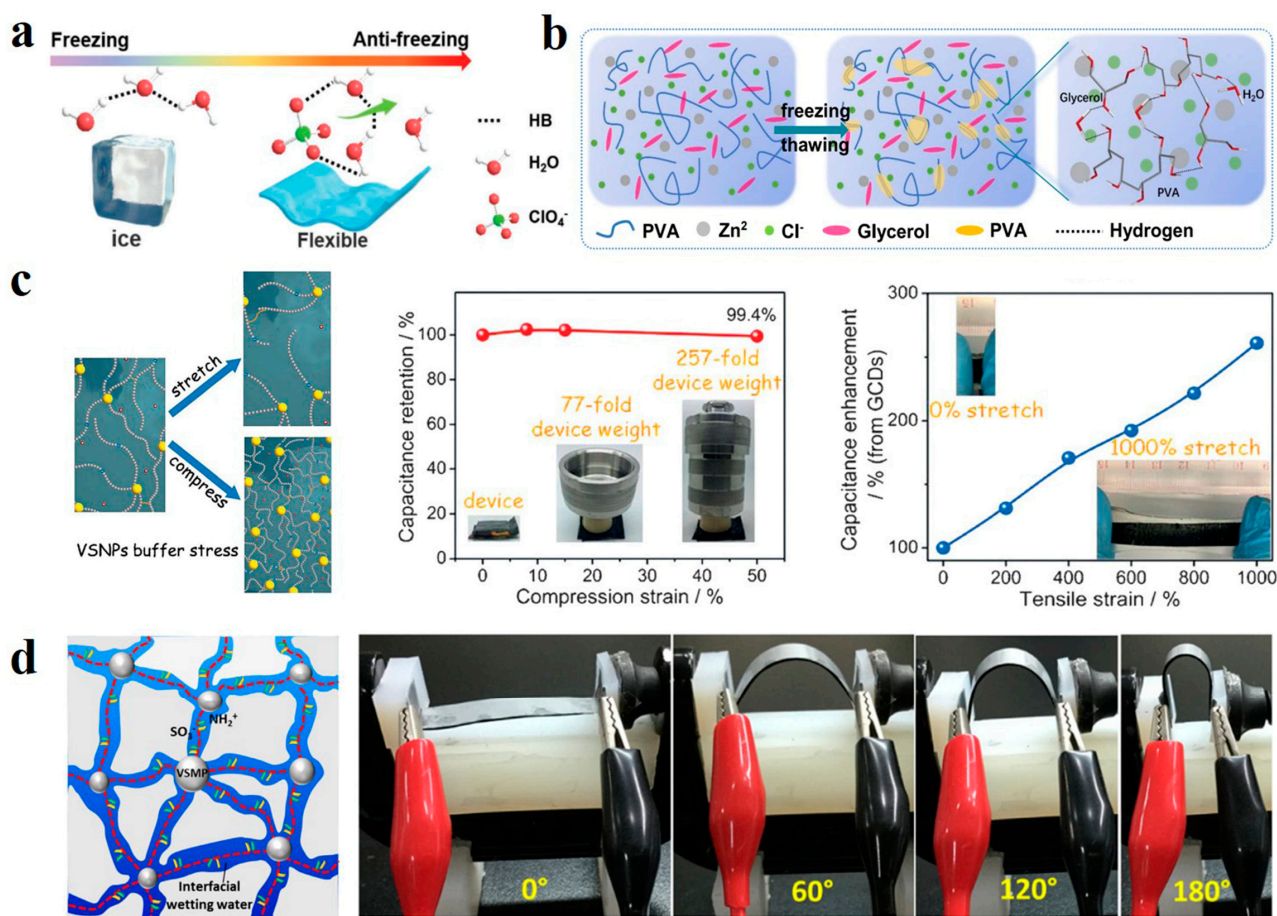 a
Freezing
Anti-freezing
HB
H₂O
ClO₄⁻
ice
Flexible
b
freezing
thawing
Glycerol
H₂O
PVA
PVA
Zn²
Cl⁻
Glycerol
PVA
Hydrogen
c
stretch
compress
VSNPs buffer stress
Capacitance retention / %
100
80
60
40
20
0
99.4%
257-fold
device weight
77-fold
device weight
device
0 10 20 30 40 50
Compression strain / %
Capacitance enhancement
/ % (from GCDs)
300
200
100
0% stretch
1000% stretch
0 200 400 600 800 1000
Tensile strain / %
d
NH₂⁺
SO₃
VSMP
Interfacial
wetting water
0°
60°
120°
180°